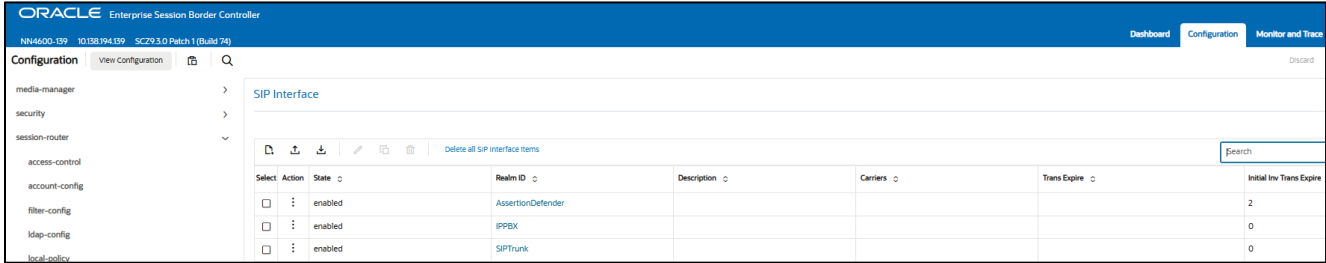 ORACLE Enterprise Session Border Controller
NN4600-139 10.138.194.139 SCZ9.3.0 Patch 1 (Build 74)
Dashboard Configuration Monitor and Trace
Configuration View Configuration Discard
media-manager
security
session-router
access-control
account-config
filter-config
ldap-config
local-policy
SIP Interface
Delete all SIP Interface Items Search
Select Action State Realm ID Description Carriers Trans Expire Initial Inv Trans Expire
enabled AssertionDefender 2
enabled IPPBX 0
enabled SIPTrunk 0